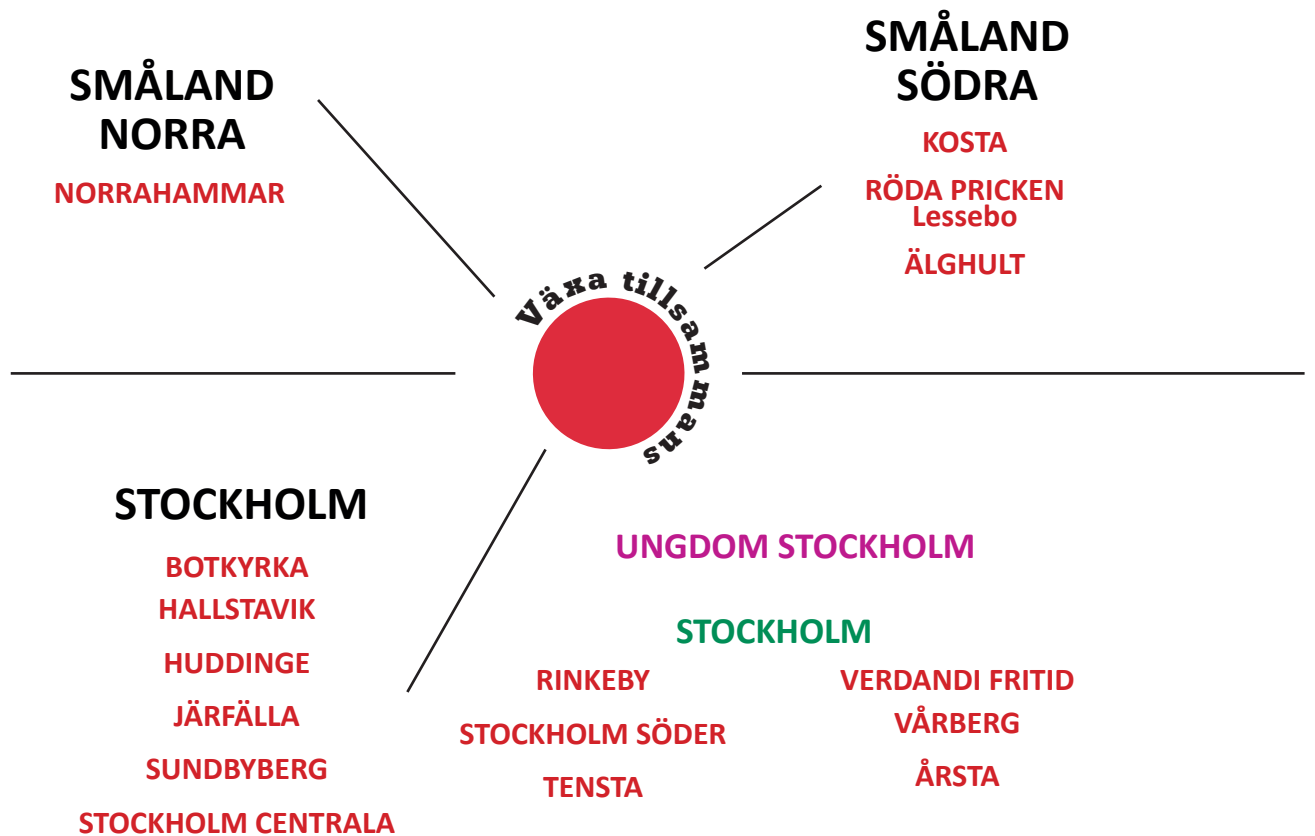 SMÅLAND
NORRA
NORRAHAMMAR
SMÅLAND
SÖDRA
KOSTA
RÖDA PRICKEN
Lessebo
ÄLGHULT
Växa tillsammans
STOCKHOLM
BOTKYRKA
HALLSTAVIK
HUDDINGE
JÄRFÄLLA
SUNDBYBERG
STOCKHOLM CENTRALA
UNGDOM STOCKHOLM
STOCKHOLM
RINKEBY
STOCKHOLM SÖDER
TENSTA
VERDANDI FRITID
VÅRBERG
ÅRSTA